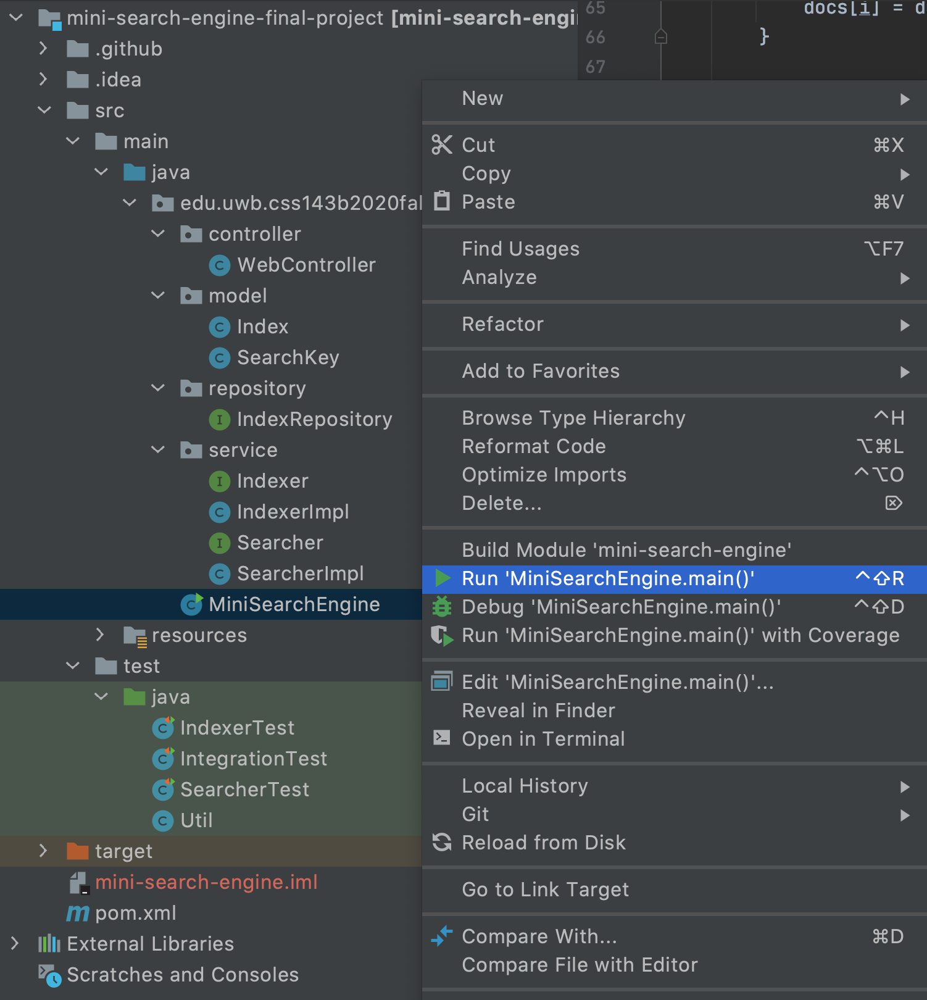 mini-search-engine-final-project [mini-search-engi
.github
.idea
src
main
java
edu.uwb.css143b2020fal
controller
WebController
model
Index
SearchKey
repository
IndexRepository
service
Indexer
IndexerImpl
Searcher
SearcherImpl
MiniSearchEngine
resources
test
java
IndexerTest
IntegrationTest
SearcherTest
Util
target
mini-search-engine.iml
pom.xml
External Libraries
Scratches and Consoles
65 docs[i] = d
66 }
67
New
Cut ⌘X
Copy
Paste ⌘V
Find Usages ⌥F7
Analyze
Refactor
Add to Favorites
Browse Type Hierarchy ^H
Reformat Code ⌥⌘L
Optimize Imports ^⌥O
Delete... ⌦
Build Module 'mini-search-engine'
Run 'MiniSearchEngine.main()' ^⇧R
Debug 'MiniSearchEngine.main()' ^⇧D
Run 'MiniSearchEngine.main()' with Coverage
Edit 'MiniSearchEngine.main()'...
Reveal in Finder
Open in Terminal
Local History
Git
Reload from Disk
Go to Link Target
Compare With... ⌘D
Compare File with Editor